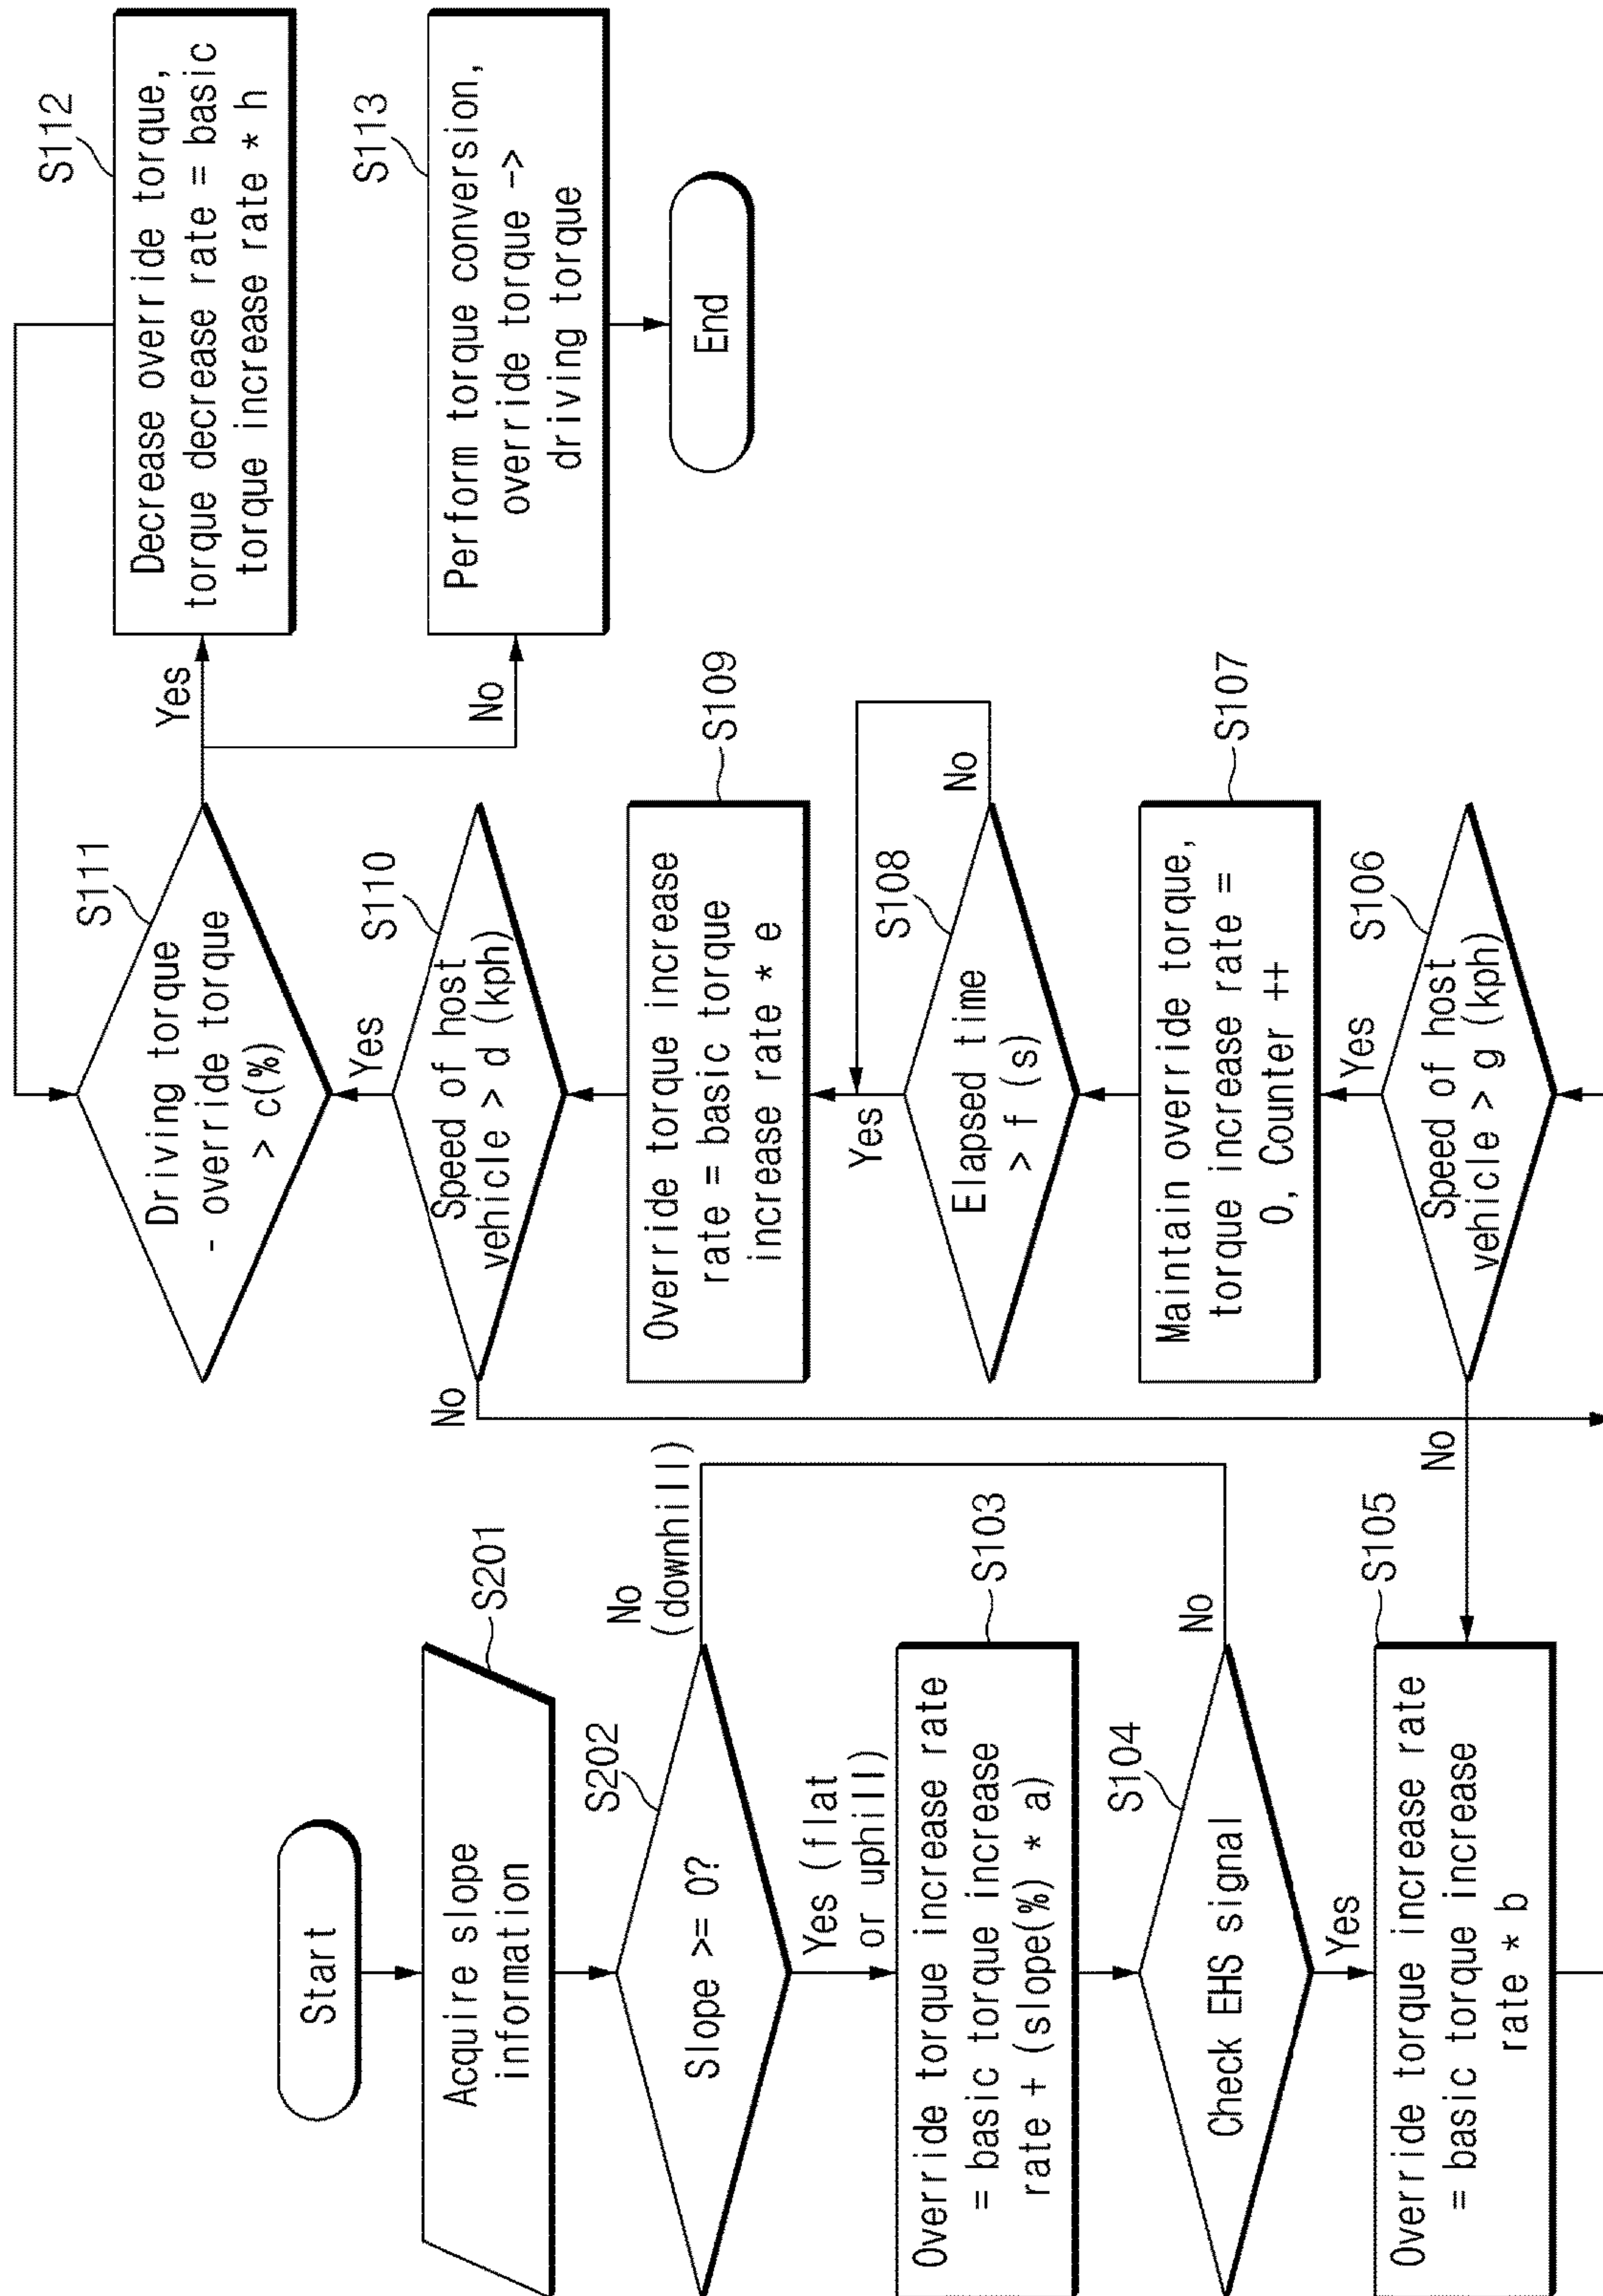 Start
S201
Acquire slope
information
S202
Slope >= 0?
No
(downhill)
Yes (flat
or uphill)
S103
Override torque increase rate
= basic torque increase
rate + (slope(%) * a)
S104
Check EHS signal
No
Yes
S105
Override torque increase rate
= basic torque increase
rate * b
S106
Speed of host
vehicle > g (kph)
No
Yes
S107
Maintain override torque,
torque increase rate =
0, Counter ++
S108
Elapsed time
> f (s)
No
Yes
S109
Override torque increase
rate = basic torque
increase rate * e
S110
Speed of host
vehicle > d (kph)
No
Yes
S111
Driving torque
- override torque
> c(%)
Yes
No
S112
Decrease override torque,
torque decrease rate = basic
torque increase rate * h
S113
Perform torque conversion,
override torque ->
driving torque
End